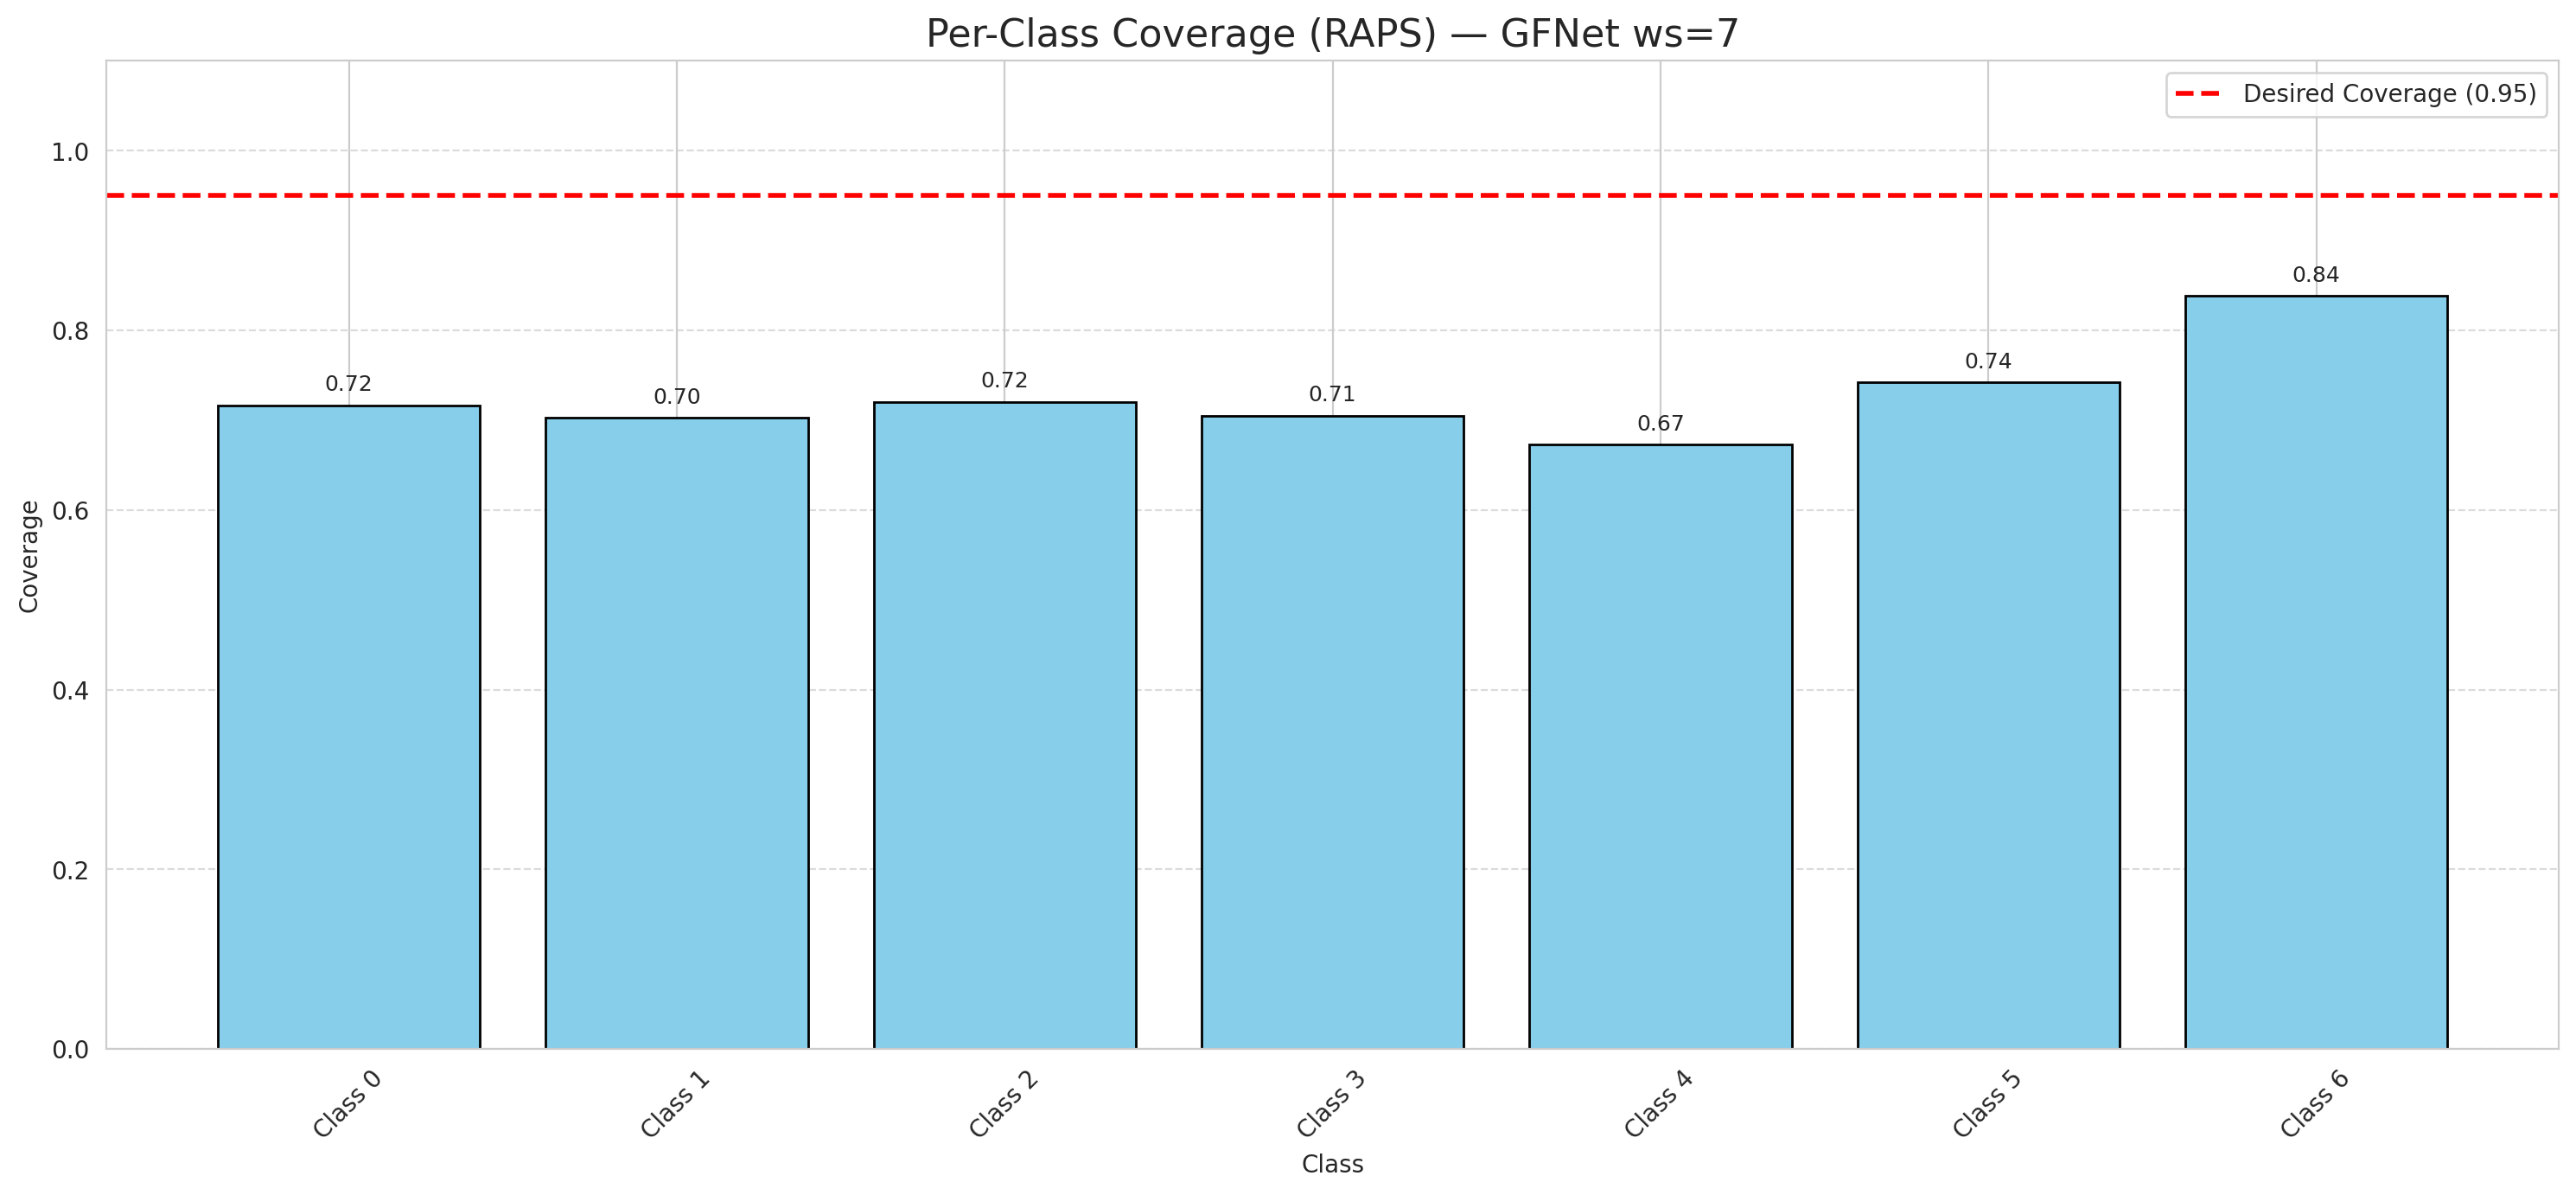 Per-Class Coverage (RAPS) — GFNet ws=7
Desired Coverage (0.95)
1.0
0.8
0.6
0.4
0.2
0.0
Coverage
0.72
0.70
0.72
0.71
0.67
0.74
0.84
Class 0
Class 1
Class 2
Class 3
Class 4
Class 5
Class 6
Class